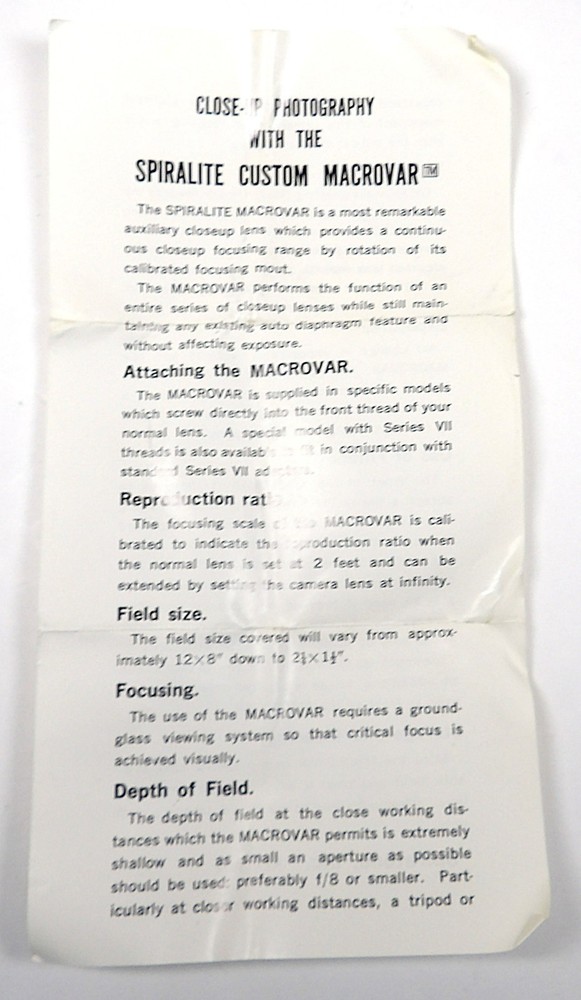 CLOSE- P PHOTOGRAPHY
WITH THE
SPIRALITE CUSTOM MACROVAR™
The SPIRALITE MACROVAR is a most remarkable
auxiliary closeup lens which provides a continu-
ous closeup focusing range by rotation of its
calibrated focusing mout.
The MACROVAR performs the function of an
entire series of closeup lenses while still main-
taining any existing auto diaphragm feature and
without affecting exposure.
Attaching the MACROVAR.
The MACROVAR is supplied in specific models
which screw directly into the front thread of your
normal lens. A special model with Series VII
threads is also available fit in conjunction with
standard Series VII adapters.
Reproduction rati
The focusing scale of the MACROVAR is cali-
brated to indicate the reproduction ratio when
the normal lens is set at 2 feet and can be
extended by setting the camera lens at infinity.
Field size.
The field size covered will vary from approx-
imately 12×8" down to 2¼×1½".
Focusing.
The use of the MACROVAR requires a ground-
glass viewing system so that critical focus is
achieved visually.
Depth of Field.
The depth of field at the close working dis-
tances which the MACROVAR permits is extremely
shallow and as small an aperture as possible
should be used: preferably f/8 or smaller. Part-
icularly at closer working distances, a tripod or